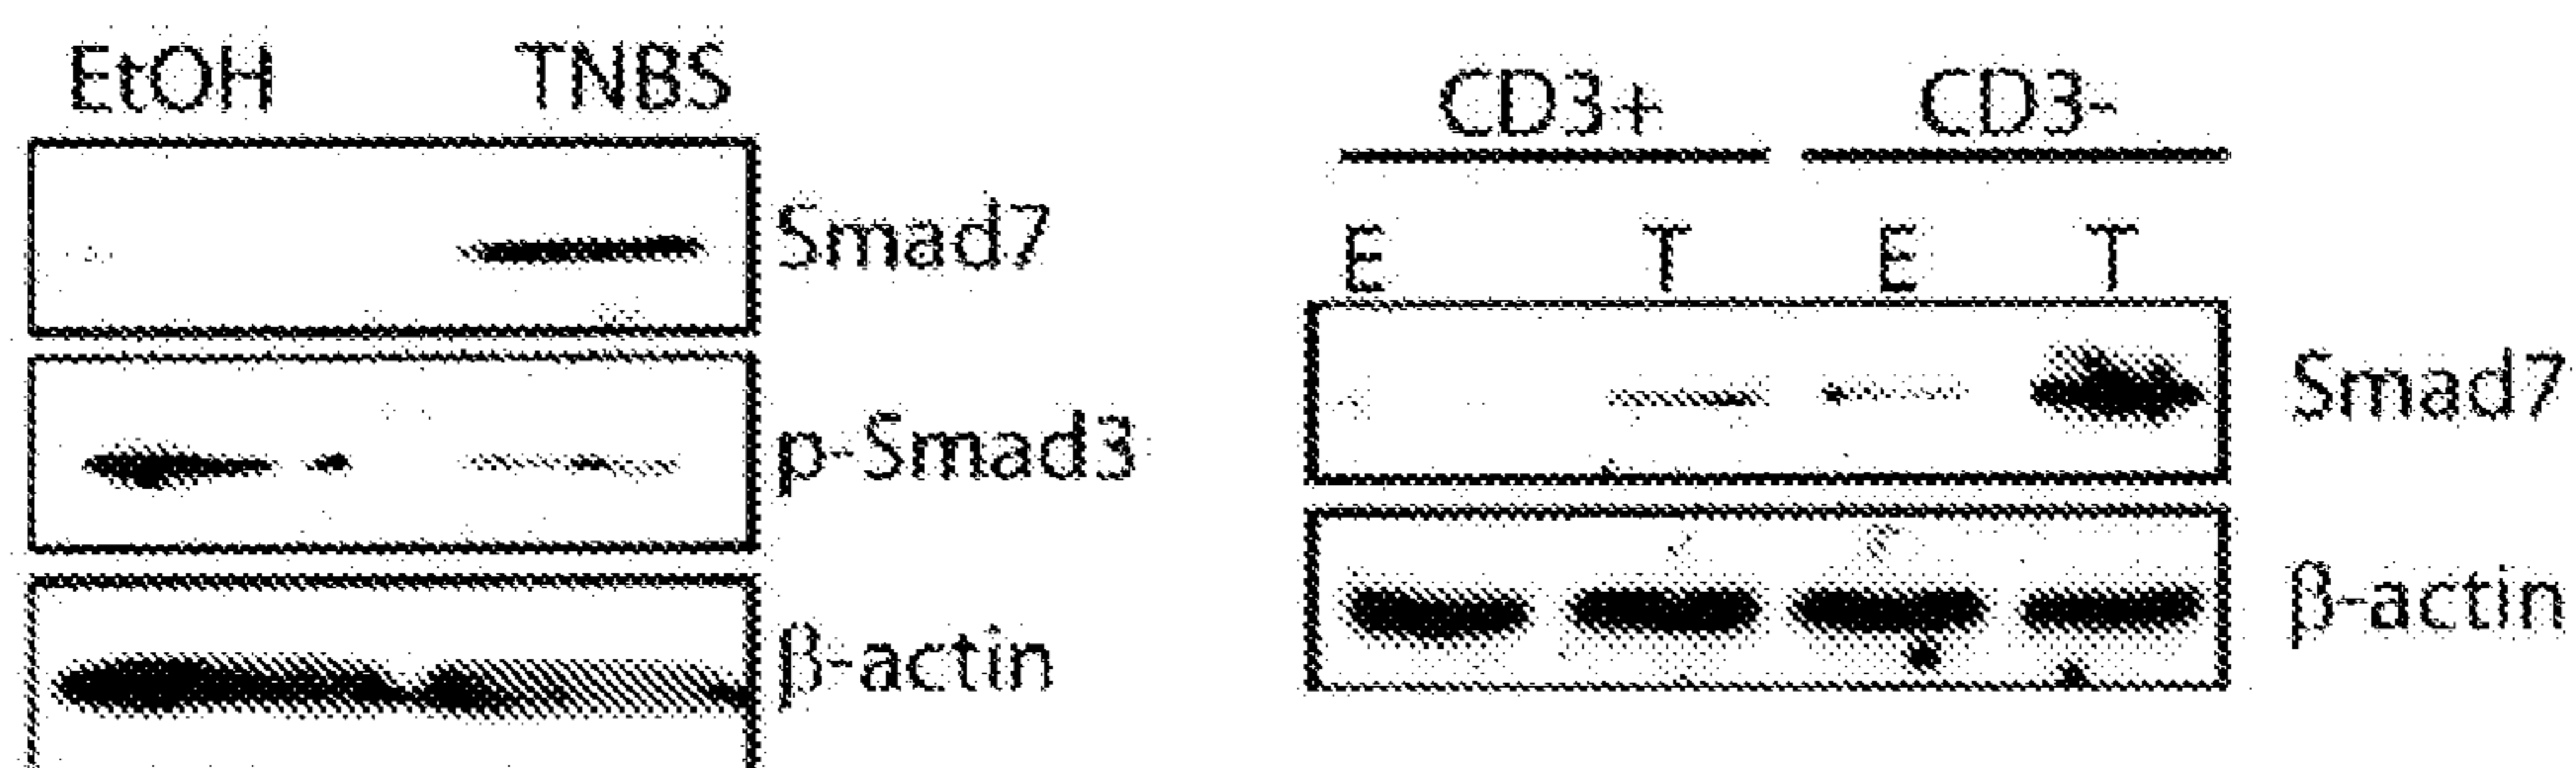 EtOH TNBS
Smad7
p-Smad3
β-actin
CD3+ CD3-
E T E T
Smad7
β-actin